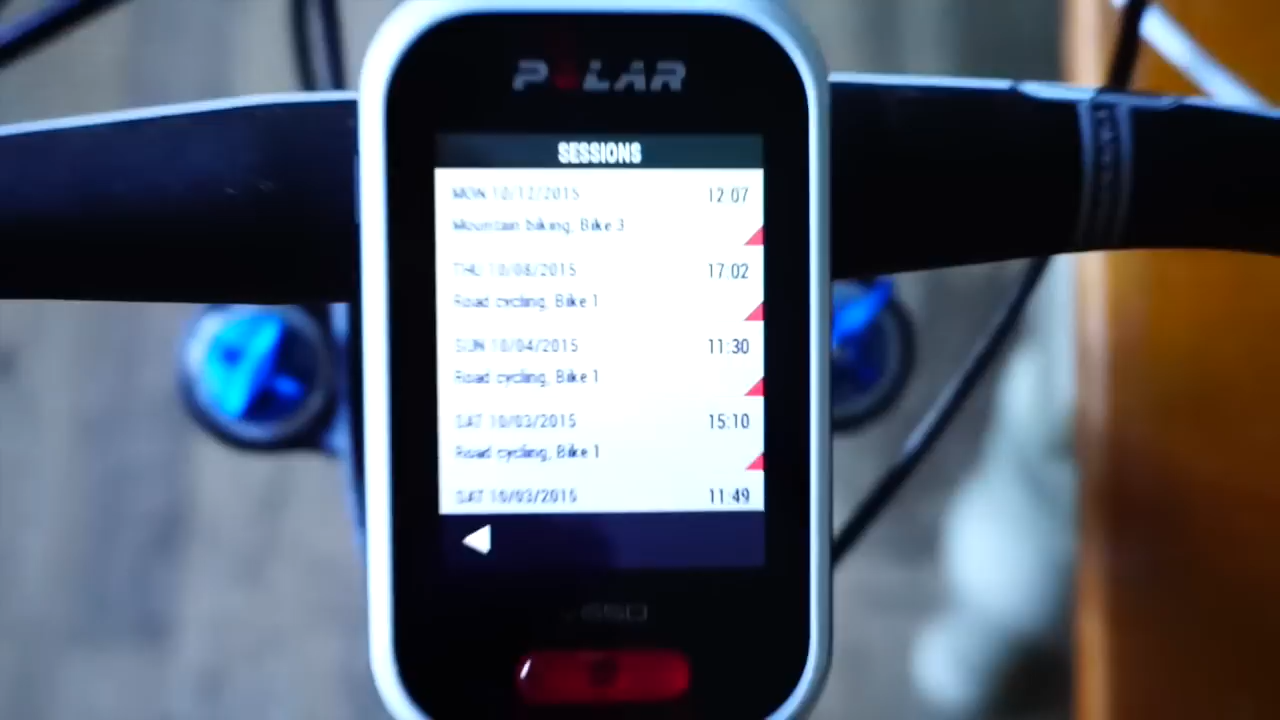 POLAR
SESSIONS
MON 10/12/2015 12:07
Mountain biking, Bike 3
THU 10/08/2015 17:02
Road cycling, Bike 1
SUN 10/04/2015 11:30
Road cycling, Bike 1
SAT 10/03/2015 15:10
Road cycling, Bike 1
SAT 10/03/2015 11:49